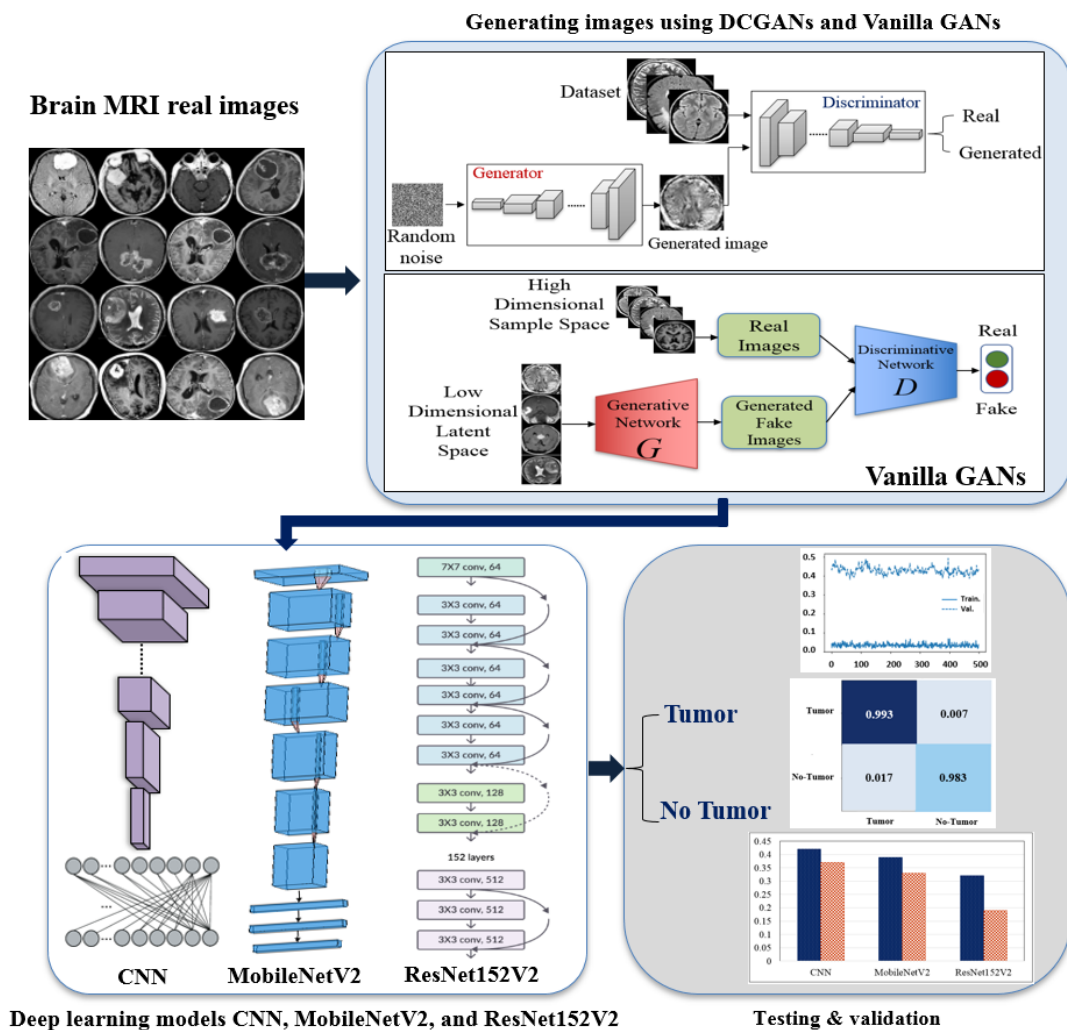 Generating images using DCGANs and Vanilla GANs
Brain MRI real images
Dataset
Discriminator
Real
Generated
Generator
Random
noise
Generated image
High
Dimensional
Sample Space
Real
Images
Discriminative
Network
D
Real
Fake
Low
Dimensional
Latent
Space
Generative
Network
G
Generated
Fake
Images
Vanilla GANs
7X7 conv, 64
3X3 conv, 64
3X3 conv, 64
3X3 conv, 64
3X3 conv, 64
3X3 conv, 64
3X3 conv, 64
3X3 conv, 128
3X3 conv, 128
152 layers
3X3 conv, 512
3X3 conv, 512
3X3 conv, 512
CNN
MobileNetV2
ResNet152V2
Deep learning models CNN, MobileNetV2, and ResNet152V2
Tumor
No Tumor
0.5
0.4
0.3
0.2
0.1
0.0
Train.
Val.
0 100 200 300 400 500
Tumor
0.993 0.007
No-Tumor
0.017 0.983
Tumor No-Tumor
0.45
0.4
0.35
0.3
0.25
0.2
0.15
0.1
0.05
0
CNN MobileNetV2 ResNet152V2
Testing & validation